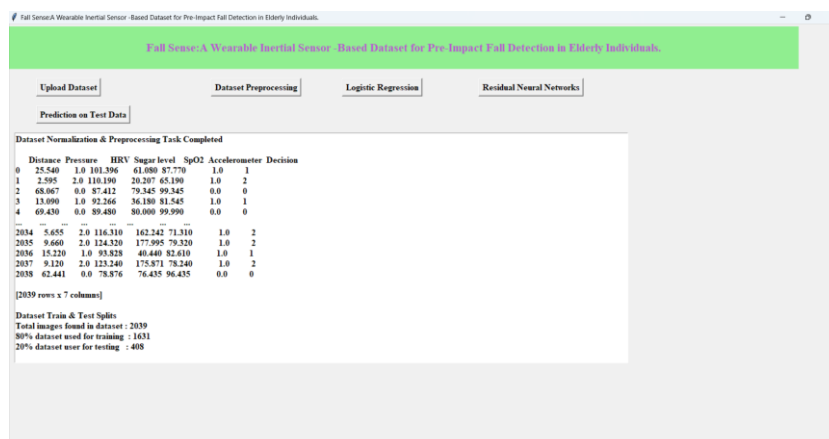 Fall Sense:A Wearable Inertial Sensor -Based Dataset for Pre-Impact Fall Detection in Elderly Individuals.
Fall Sense:A Wearable Inertial Sensor -Based Dataset for Pre-Impact Fall Detection in Elderly Individuals.
Upload Dataset Dataset Preprocessing Logistic Regression Residual Neural Networks
Prediction on Test Data
Dataset Normalization & Preprocessing Task Completed
Distance Pressure HRV Sugar level SpO2 Accelerometer Decision
0 25.540 1.0 101.396 61.080 87.770 1.0 1
1 2.595 2.0 110.190 20.207 65.190 1.0 2
2 68.067 0.0 87.412 79.345 99.345 0.0 0
3 13.090 1.0 92.266 36.180 81.545 1.0 1
4 69.430 0.0 89.480 80.000 99.990 0.0 0
... ... ... ... ... ... ... ...
2034 5.655 2.0 116.310 162.242 71.310 1.0 2
2035 9.660 2.0 124.320 177.995 79.320 1.0 2
2036 15.220 1.0 93.828 40.440 82.610 1.0 1
2037 9.120 2.0 123.240 175.871 78.240 1.0 2
2038 62.441 0.0 78.876 76.435 96.435 0.0 0
[2039 rows x 7 columns]
Dataset Train & Test Splits
Total images found in dataset : 2039
80% dataset used for training : 1631
20% dataset user for testing : 408